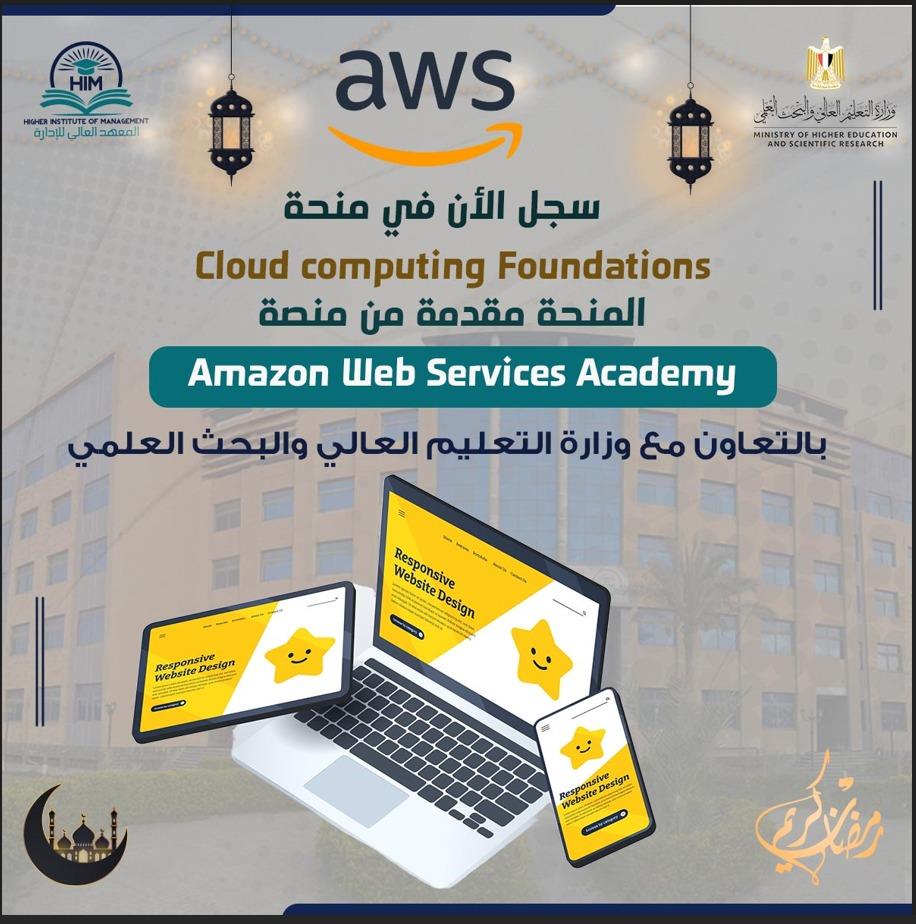 HIM
HIGHER INSTITUTE OF MANAGEMENT
المعهد العالي للإدارة
aws
وزارة التعليم العالي والبحث العلمي
MINISTRY OF HIGHER EDUCATION
AND SCIENTIFIC RESEARCH
سجل الأن في منحة
Cloud computing Foundations
المنحة مقدمة من منصة
Amazon Web Services Academy
بالتعاون مع وزارة التعليم العالي والبحث العلمي
Responsive
Website Design
Responsive
Website Design
Responsive
Website Design
رمضان كريم